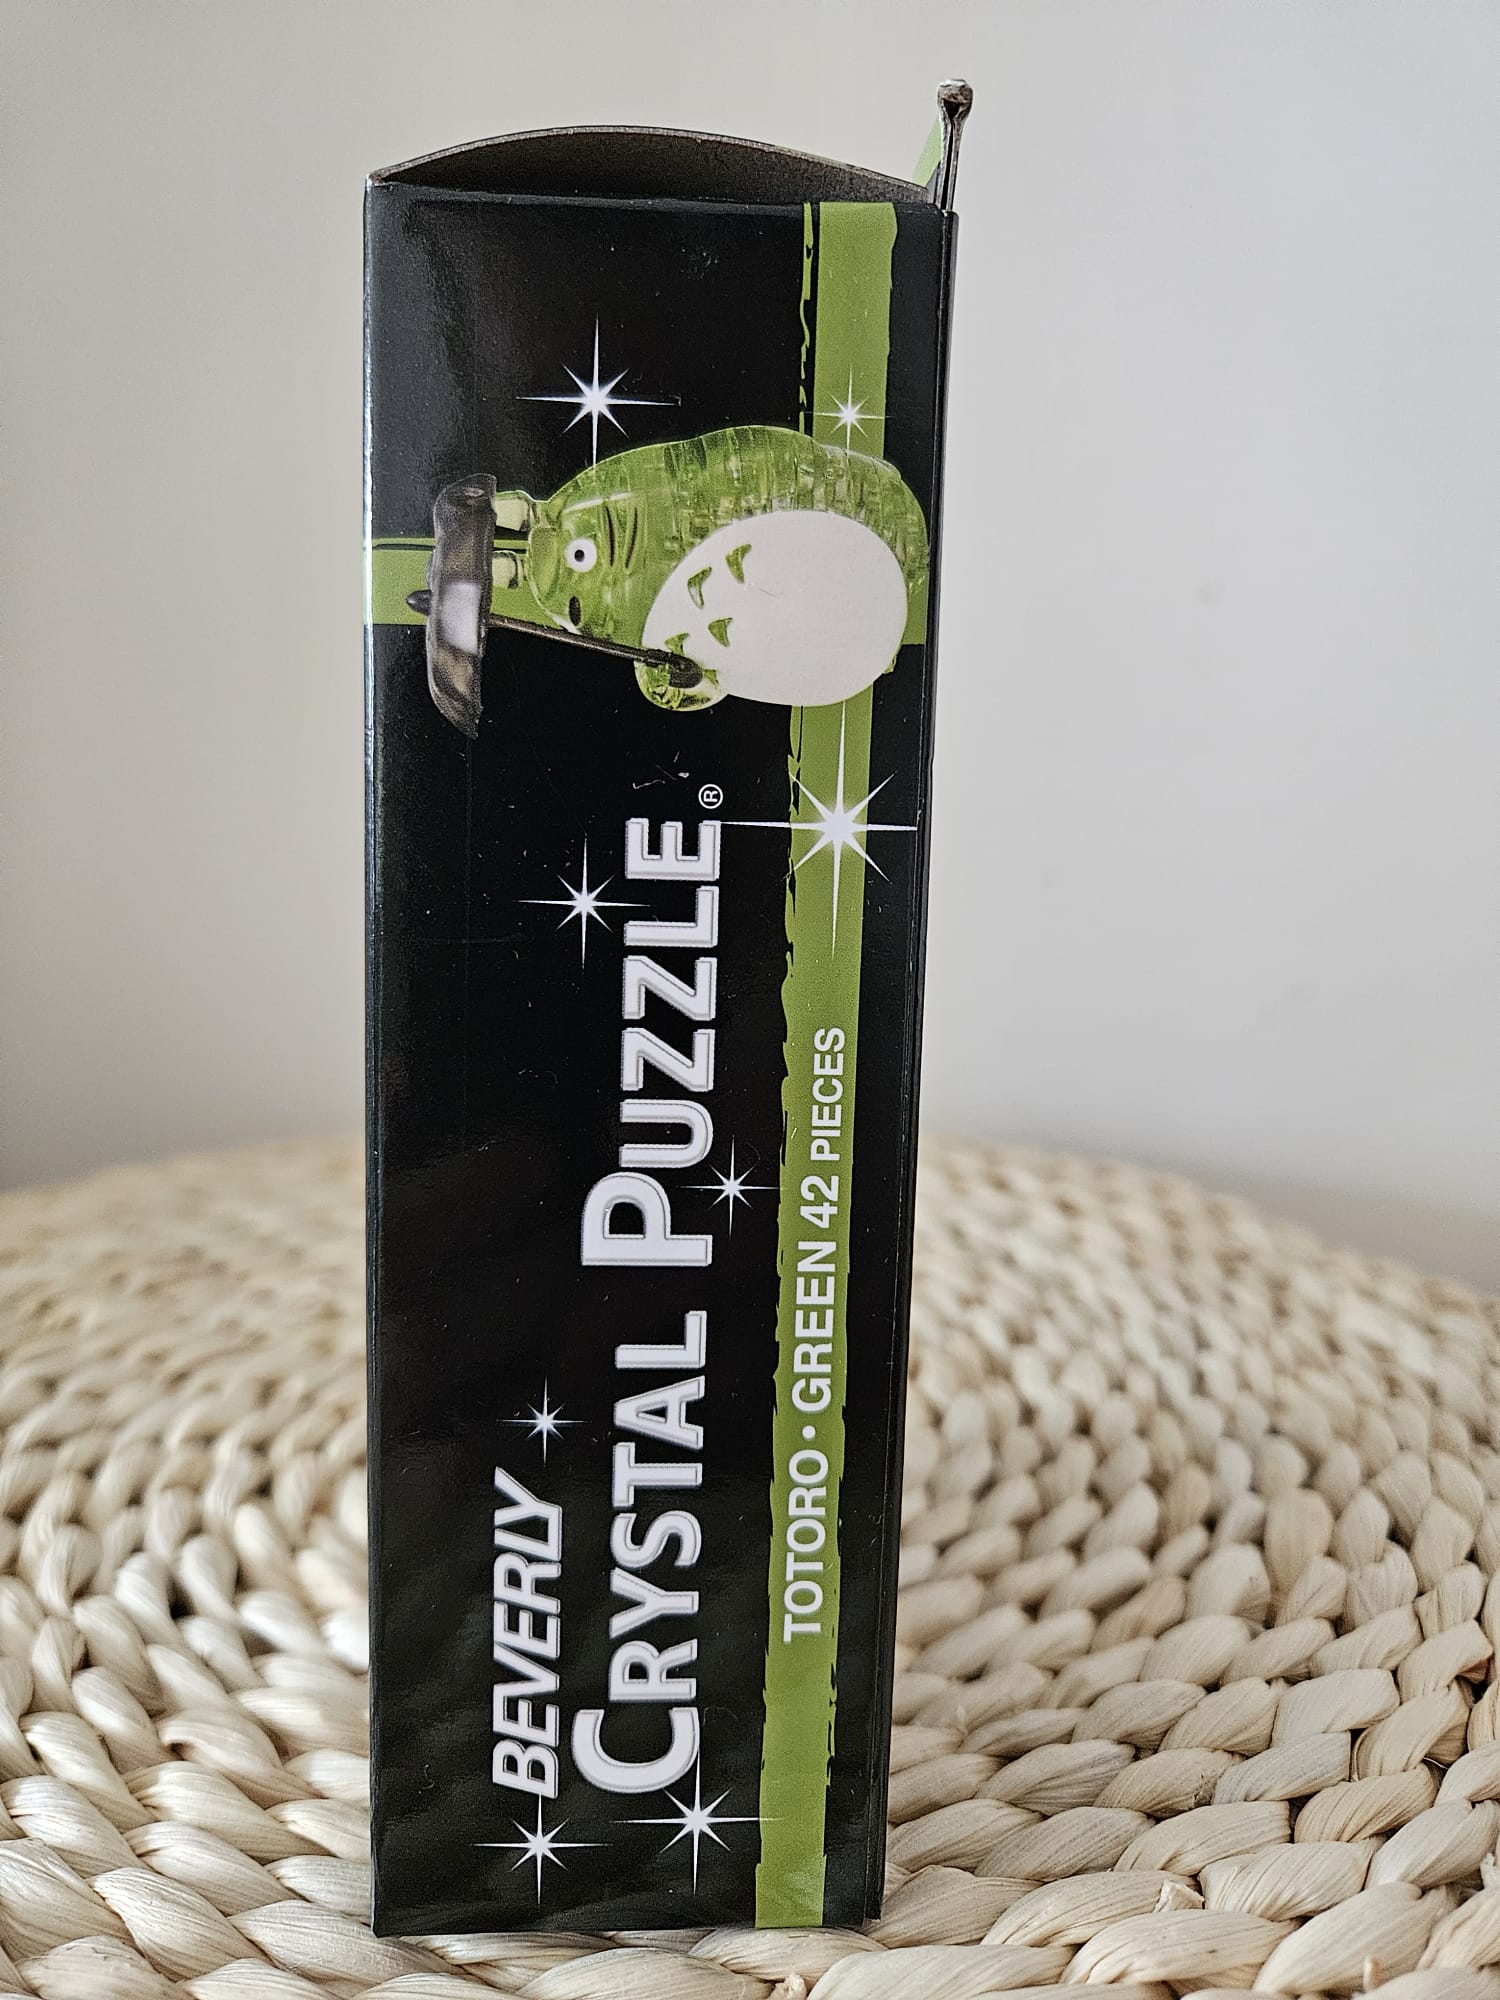 BEVERLY
CRYSTAL PUZZLE®
TOTORO・GREEN 42 PIECES